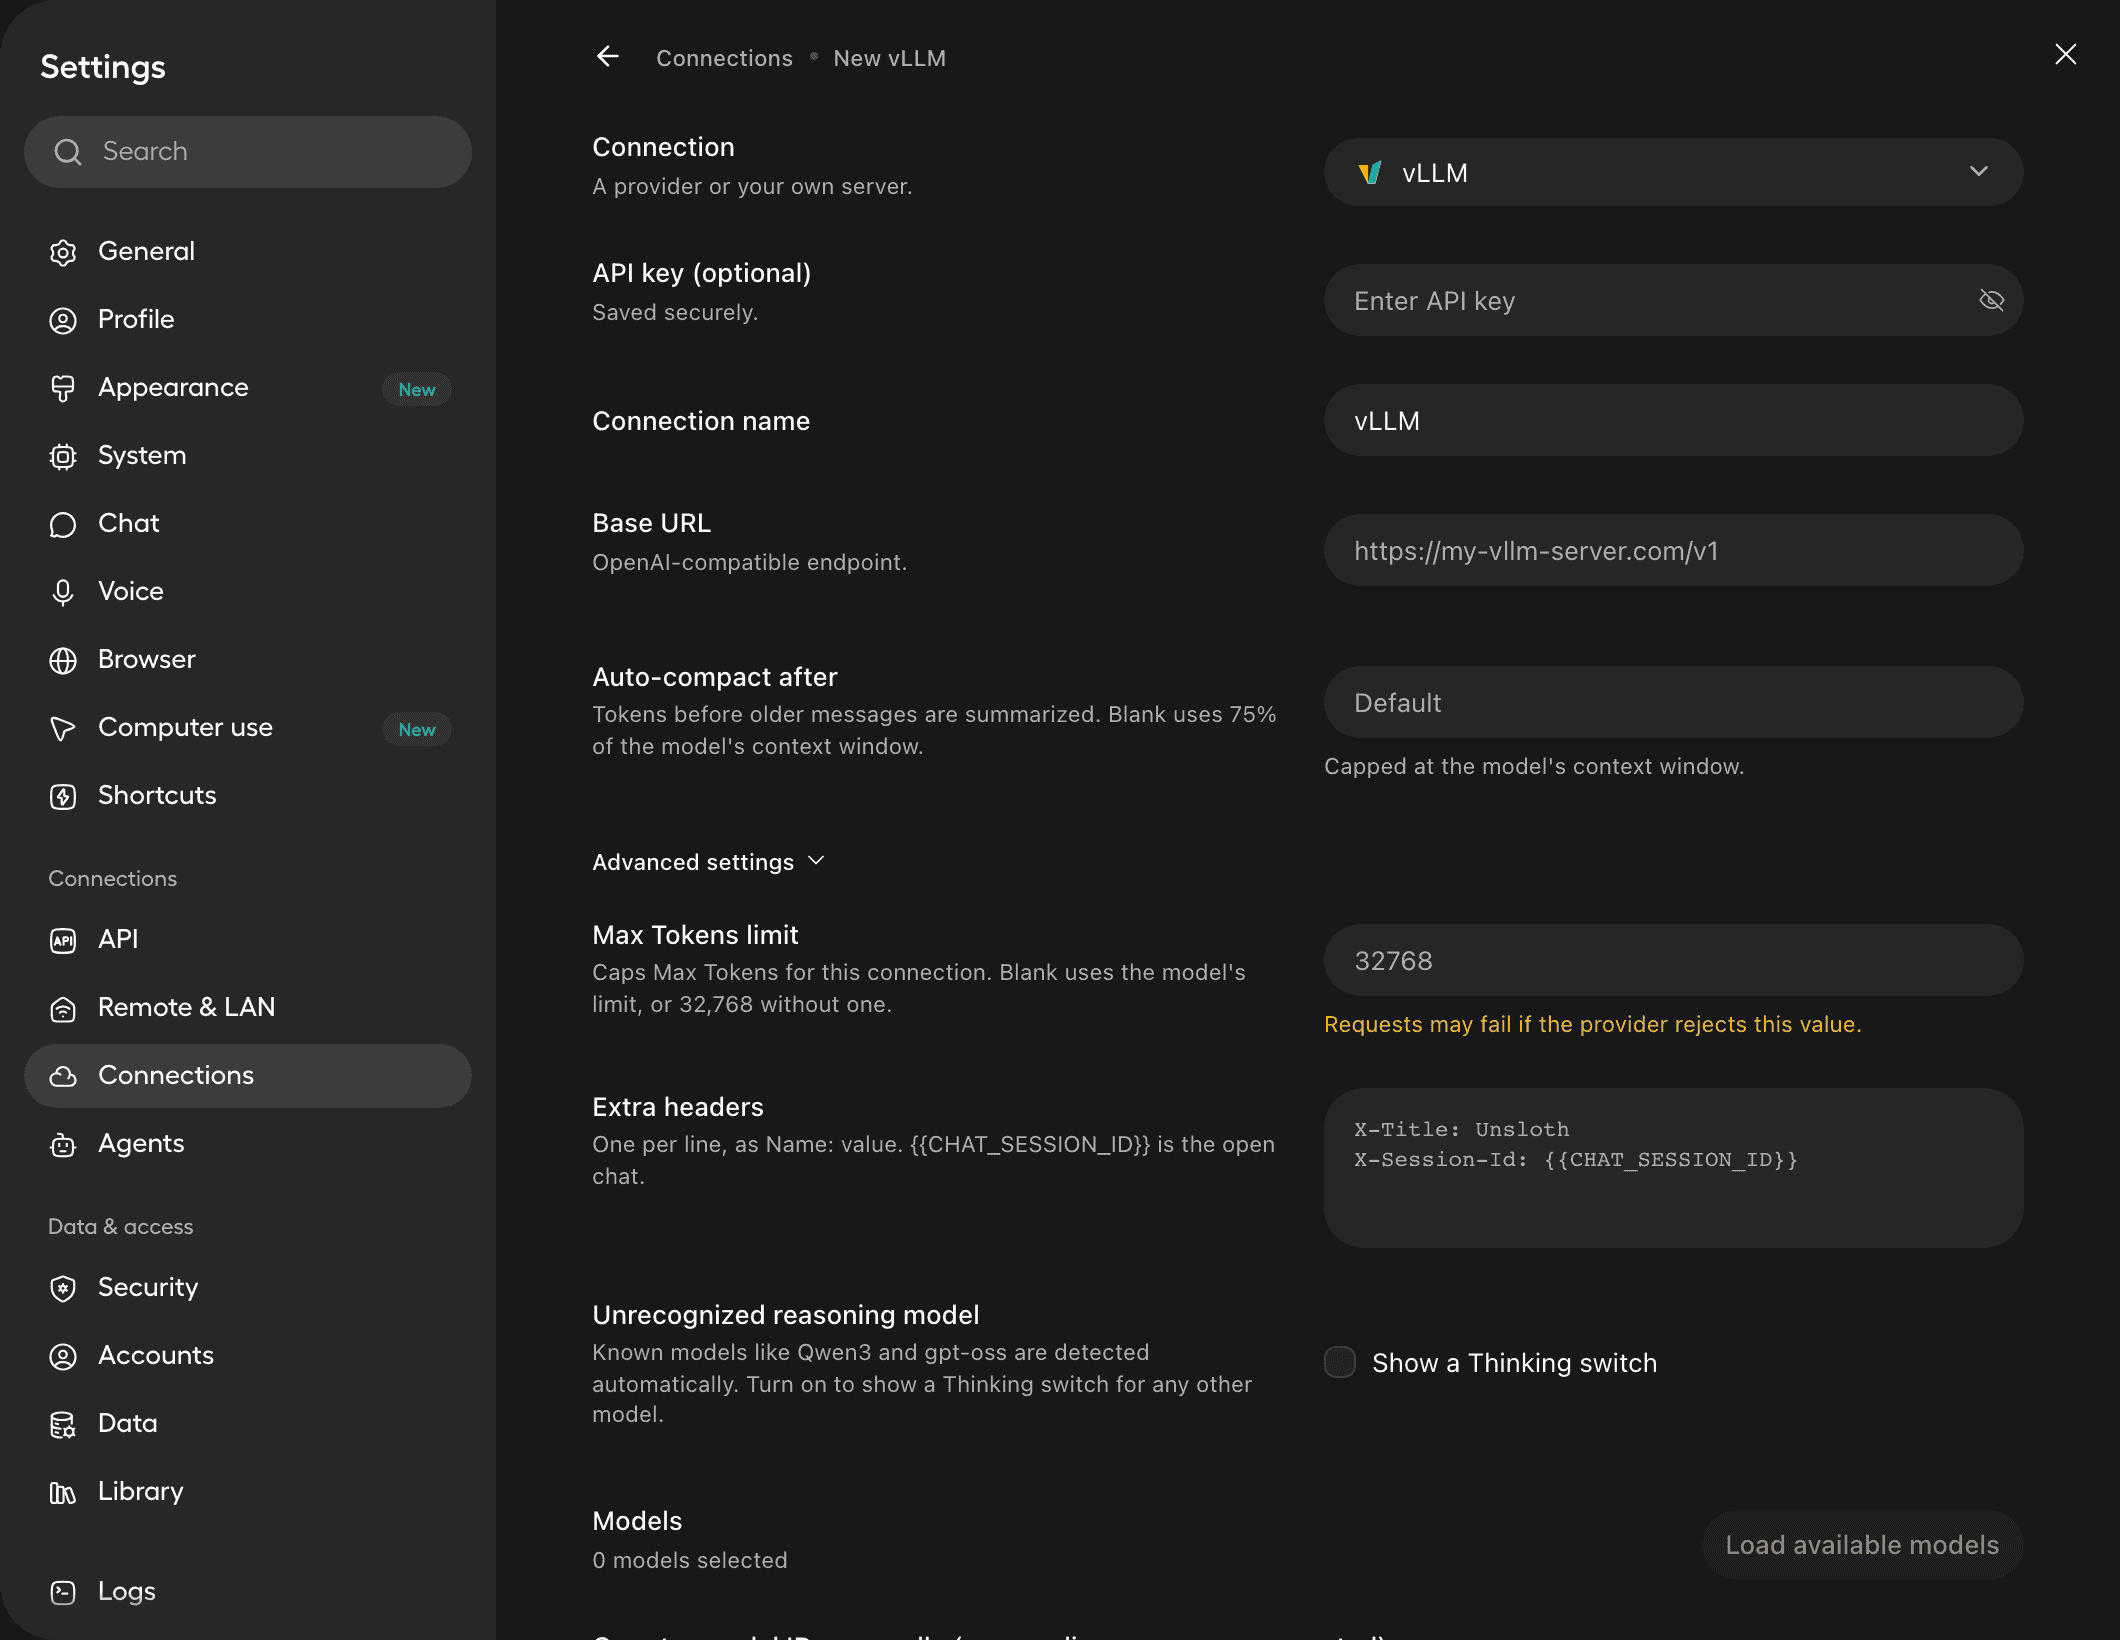 Settings
Search
General
Profile
Appearance New
System
Chat
Voice
Browser
Computer use New
Shortcuts
Connections
API
Remote & LAN
Connections
Agents
Data & access
Security
Accounts
Data
Library
Logs
Connections • New vLLM
Connection
A provider or your own server.
vLLM
API key (optional)
Saved securely.
Enter API key
Connection name
vLLM
Base URL
OpenAI-compatible endpoint.
https://my-vllm-server.com/v1
Auto-compact after
Tokens before older messages are summarized. Blank uses 75%
of the model's context window.
Default
Capped at the model's context window.
Advanced settings
Max Tokens limit
Caps Max Tokens for this connection. Blank uses the model's
limit, or 32,768 without one.
32768
Requests may fail if the provider rejects this value.
Extra headers
One per line, as Name: value. {{CHAT_SESSION_ID}} is the open
chat.
X-Title: Unsloth
X-Session-Id: {{CHAT_SESSION_ID}}
Unrecognized reasoning model
Known models like Qwen3 and gpt-oss are detected
automatically. Turn on to show a Thinking switch for any other
model.
Show a Thinking switch
Models
0 models selected
Load available models